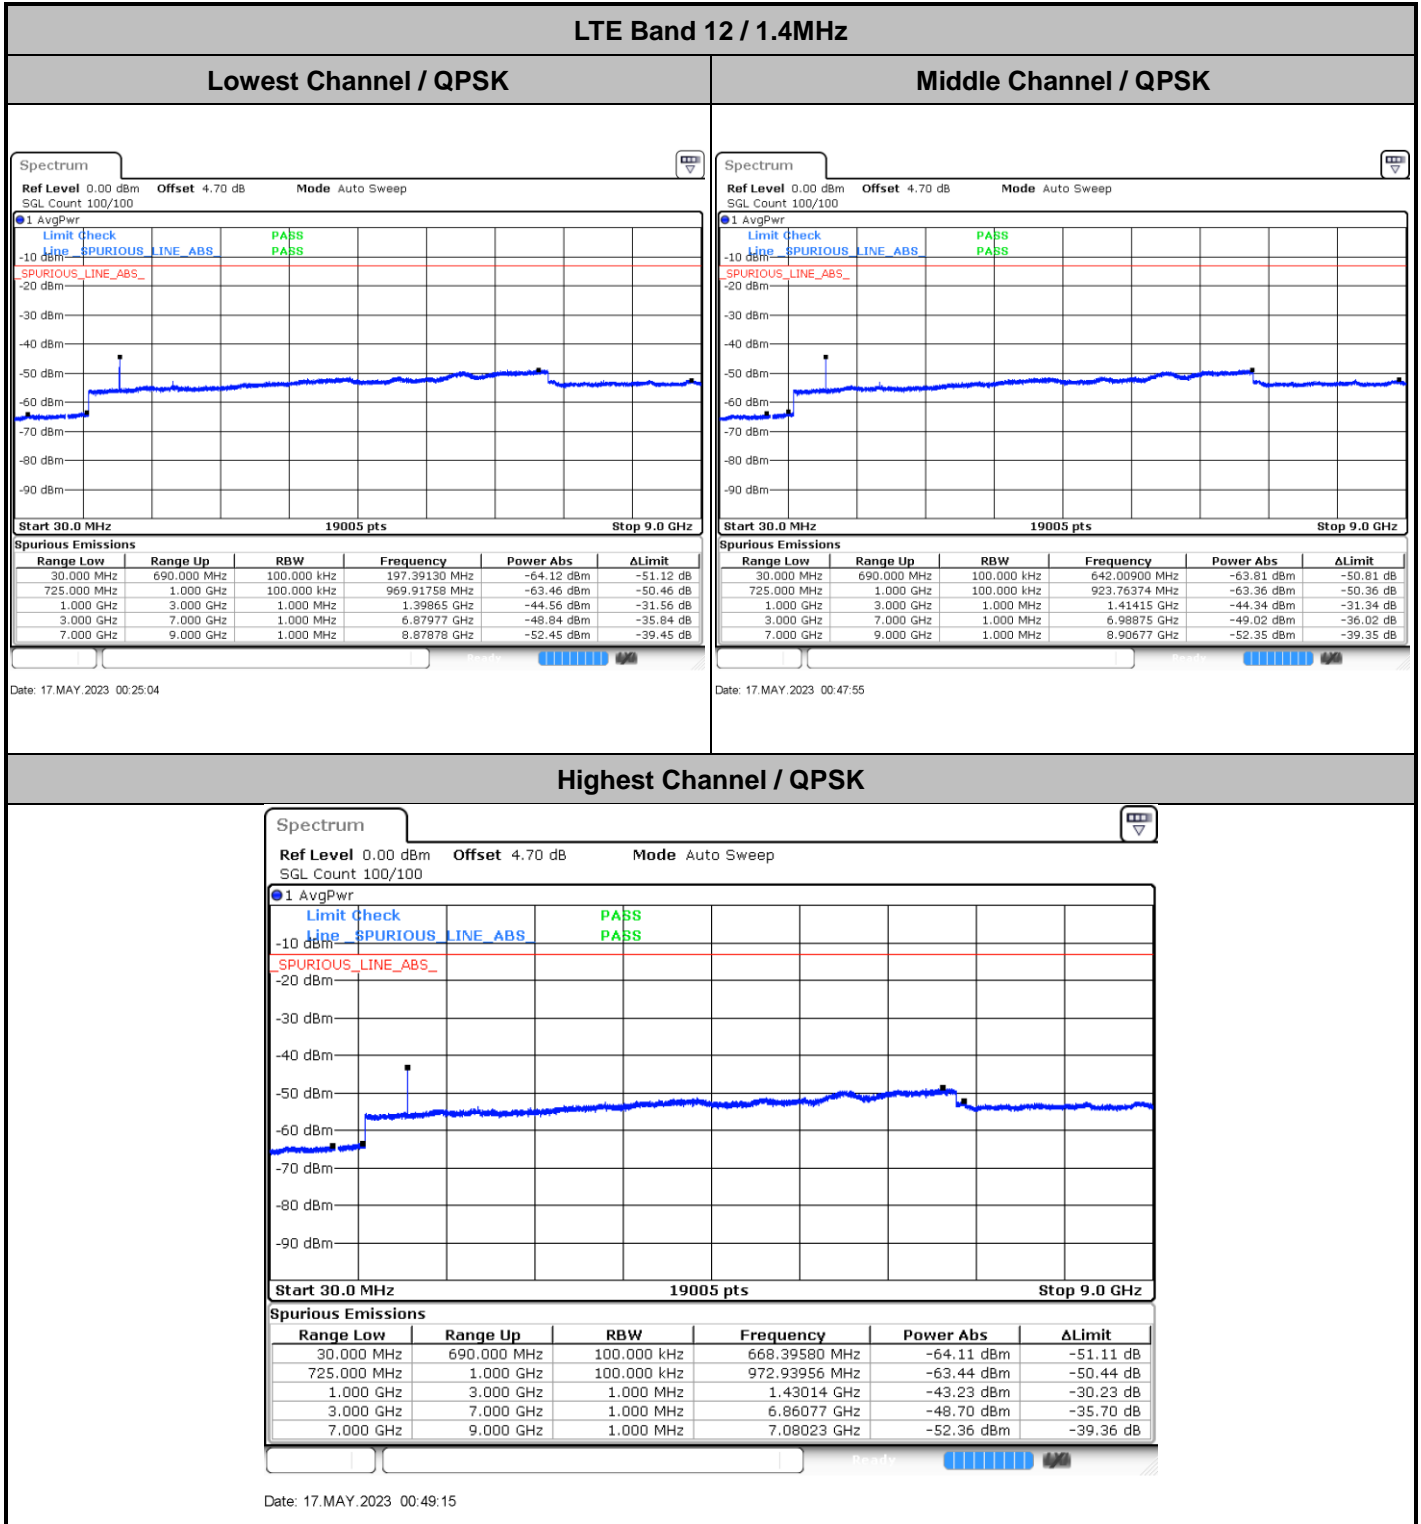 LTE Band 12 / 1.4MHz
Lowest Channel / QPSK
Middle Channel / QPSK
Spectrum
Ref Level 0.00 dBm Offset 4.70 dB Mode Auto Sweep
SGL Count 100/100
1 AvgPwr
Limit Check PASS
Line _SPURIOUS_LINE_ABS_ PASS
-10 dBm
_SPURIOUS_LINE_ABS_
-20 dBm
-30 dBm
-40 dBm
-50 dBm
-60 dBm
-70 dBm
-80 dBm
-90 dBm
Start 30.0 MHz 19005 pts Stop 9.0 GHz
Spurious Emissions
Range Low Range Up RBW Frequency Power Abs ΔLimit
30.000 MHz 690.000 MHz 100.000 kHz 197.39130 MHz -64.12 dBm -51.12 dB
725.000 MHz 1.000 GHz 100.000 kHz 969.91758 MHz -63.46 dBm -50.46 dB
1.000 GHz 3.000 GHz 1.000 MHz 1.39865 GHz -44.56 dBm -31.56 dB
3.000 GHz 7.000 GHz 1.000 MHz 6.87977 GHz -48.84 dBm -35.84 dB
7.000 GHz 9.000 GHz 1.000 MHz 8.87878 GHz -52.45 dBm -39.45 dB
Ready
Date: 17.MAY.2023 00:25:04
Spectrum
Ref Level 0.00 dBm Offset 4.70 dB Mode Auto Sweep
SGL Count 100/100
1 AvgPwr
Limit Check PASS
Line _SPURIOUS_LINE_ABS_ PASS
-10 dBm
_SPURIOUS_LINE_ABS_
-20 dBm
-30 dBm
-40 dBm
-50 dBm
-60 dBm
-70 dBm
-80 dBm
-90 dBm
Start 30.0 MHz 19005 pts Stop 9.0 GHz
Spurious Emissions
Range Low Range Up RBW Frequency Power Abs ΔLimit
30.000 MHz 690.000 MHz 100.000 kHz 642.00900 MHz -63.81 dBm -50.81 dB
725.000 MHz 1.000 GHz 100.000 kHz 923.76374 MHz -63.36 dBm -50.36 dB
1.000 GHz 3.000 GHz 1.000 MHz 1.41415 GHz -44.34 dBm -31.34 dB
3.000 GHz 7.000 GHz 1.000 MHz 6.98875 GHz -49.02 dBm -36.02 dB
7.000 GHz 9.000 GHz 1.000 MHz 8.90677 GHz -52.35 dBm -39.35 dB
Ready
Date: 17.MAY.2023 00:47:55
Highest Channel / QPSK
Spectrum
Ref Level 0.00 dBm Offset 4.70 dB Mode Auto Sweep
SGL Count 100/100
1 AvgPwr
Limit Check PASS
Line _SPURIOUS_LINE_ABS_ PASS
-10 dBm
_SPURIOUS_LINE_ABS_
-20 dBm
-30 dBm
-40 dBm
-50 dBm
-60 dBm
-70 dBm
-80 dBm
-90 dBm
Start 30.0 MHz 19005 pts Stop 9.0 GHz
Spurious Emissions
Range Low Range Up RBW Frequency Power Abs ΔLimit
30.000 MHz 690.000 MHz 100.000 kHz 668.39580 MHz -64.11 dBm -51.11 dB
725.000 MHz 1.000 GHz 100.000 kHz 972.93956 MHz -63.44 dBm -50.44 dB
1.000 GHz 3.000 GHz 1.000 MHz 1.43014 GHz -43.23 dBm -30.23 dB
3.000 GHz 7.000 GHz 1.000 MHz 6.86077 GHz -48.70 dBm -35.70 dB
7.000 GHz 9.000 GHz 1.000 MHz 7.08023 GHz -52.36 dBm -39.36 dB
Ready
Date: 17.MAY.2023 00:49:15